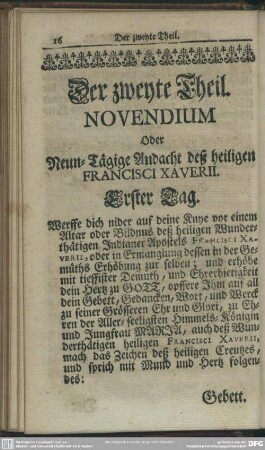 16 Der zweyte Theil.
Der zweyte Theil.
NOVENDIUM
Oder
Neun-Tägige Andacht deß heiligen
FRANCISCI XAVERII.
Erster Tag.
Werffe dich nider auf deine Knye vor einem
Altar oder Bildnus deß heiligen Wunder-
thätigen Indianer Apostels FRANCISCI XA-
VERII, oder in Ermanglung dessen in der Ge-
müths Erhöbung zur selben; und erhöbe
mit tieffister Demuth, und Ehrerbietigkeit
dein Hertz zu GOTT, opffere Ihm auf all
dein Gebett, Gedancken, Wort, und Werck
zu seiner Grösseren Ehr und Glori, zu Eh-
ren der Aller-seeligsten Himmels-Königin
und Jungfrau MARJA, auch deß Wun-
derthätigen heiligen FRANCISCI XAVERII,
mach das Zeichen deß heiligen Creutzes,
und sprich mit Mund und Hertz folgen-
des:
Gebett.